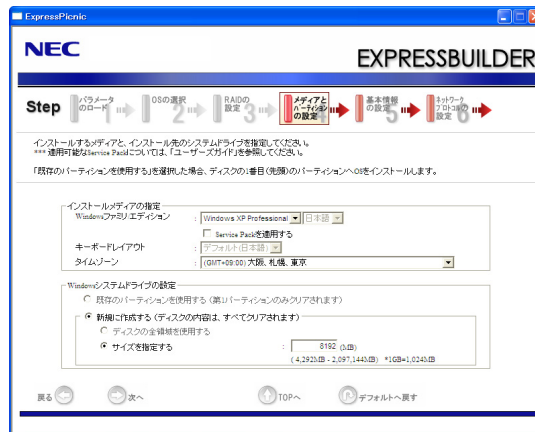 ExpressPicnic
NEC
EXPRESSBUILDER
Step
パラメータのロード 1
OSの選択 2
RAIDの設定 3
メディアとパーティションの設定 4
基本情報の設定 5
ネットワークプロトコルの設定 6
インストールするメディアと、インストール先のシステムドライブを指定してください。
*** 適用可能なService Packについては、「ユーザーズガイド」を参照してください。
「既存のパーティションを使用する」を選択した場合、ディスクの1番目(先頭)のパーティションへOSをインストールします。
インストールメディアの指定
Windowsファミリ/エディション : Windows XP Professional 日本語
Service Packを適用する
キーボードレイアウト : デフォルト(日本語)
タイムゾーン : (GMT+09:00) 大阪、札幌、東京
Windowsシステムドライブの設定
既存のパーティションを使用する (第1パーティションのみクリアされます)
新規に作成する (ディスクの内容は、すべてクリアされます)
ディスクの全領域を使用する
サイズを指定する : 8192 (MB)
( 4,292MB - 2,097,144MB) *1GB=1,024MB
戻る 次へ TOPへ デフォルトへ戻す